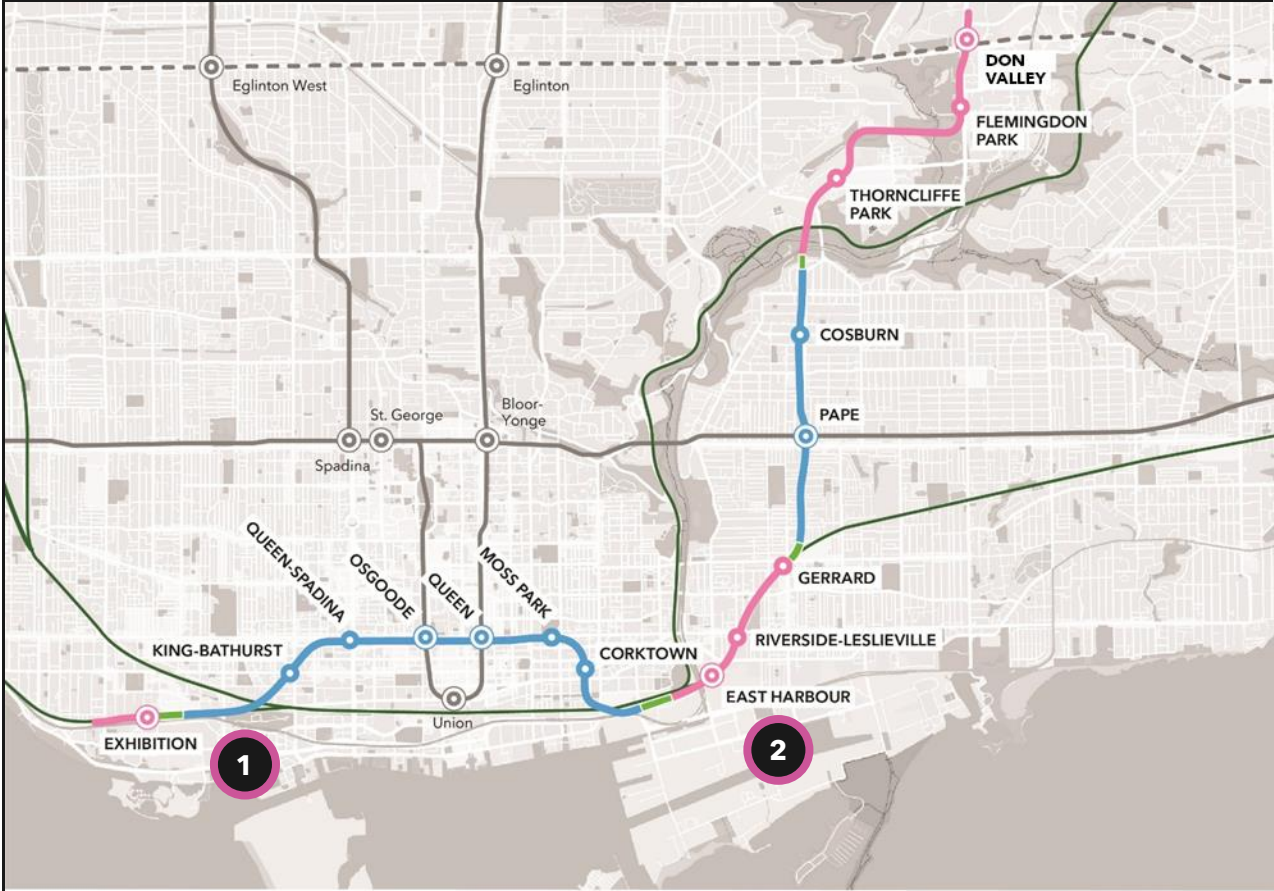 DON
VALLEY
Eglinton West
Eglinton
FLEMINGDON
PARK
THORNCLIFFE
PARK
COSBURN
PAPE
St. George
Bloor-
Yonge
Spadina
QUEEN-SPADINA
OSGOODE
QUEEN
MOSS PARK
GERRARD
KING-BATHURST
CORKTOWN
RIVERSIDE-LESLIEVILLE
EAST HARBOUR
Union
EXHIBITION
1
2